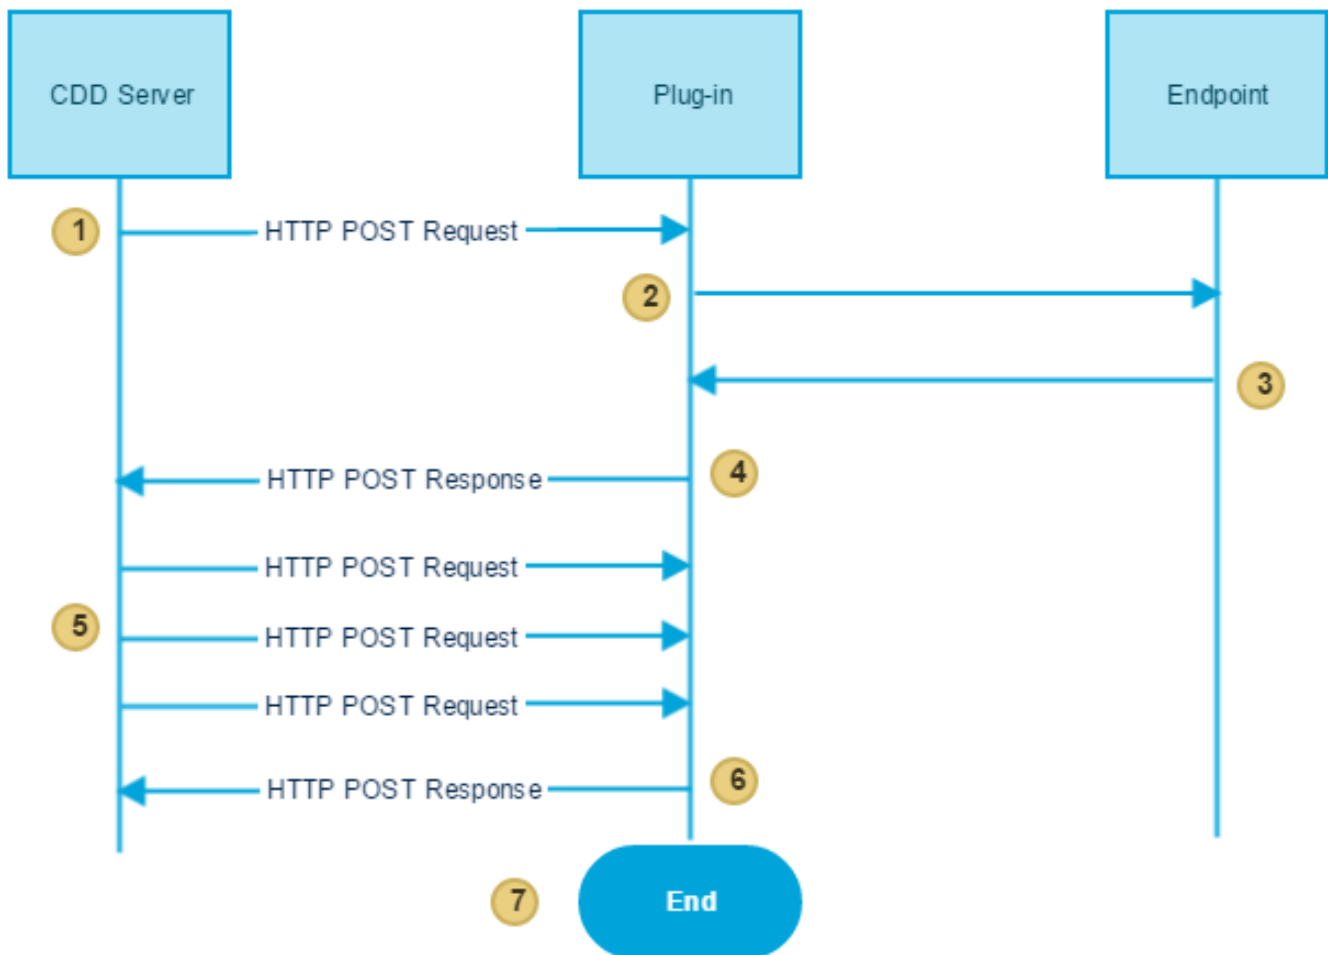 CDD Server
Plug-in
Endpoint
1
HTTP POST Request
2
3
HTTP POST Response
4
HTTP POST Request
5
HTTP POST Request
HTTP POST Request
HTTP POST Response
6
7
End